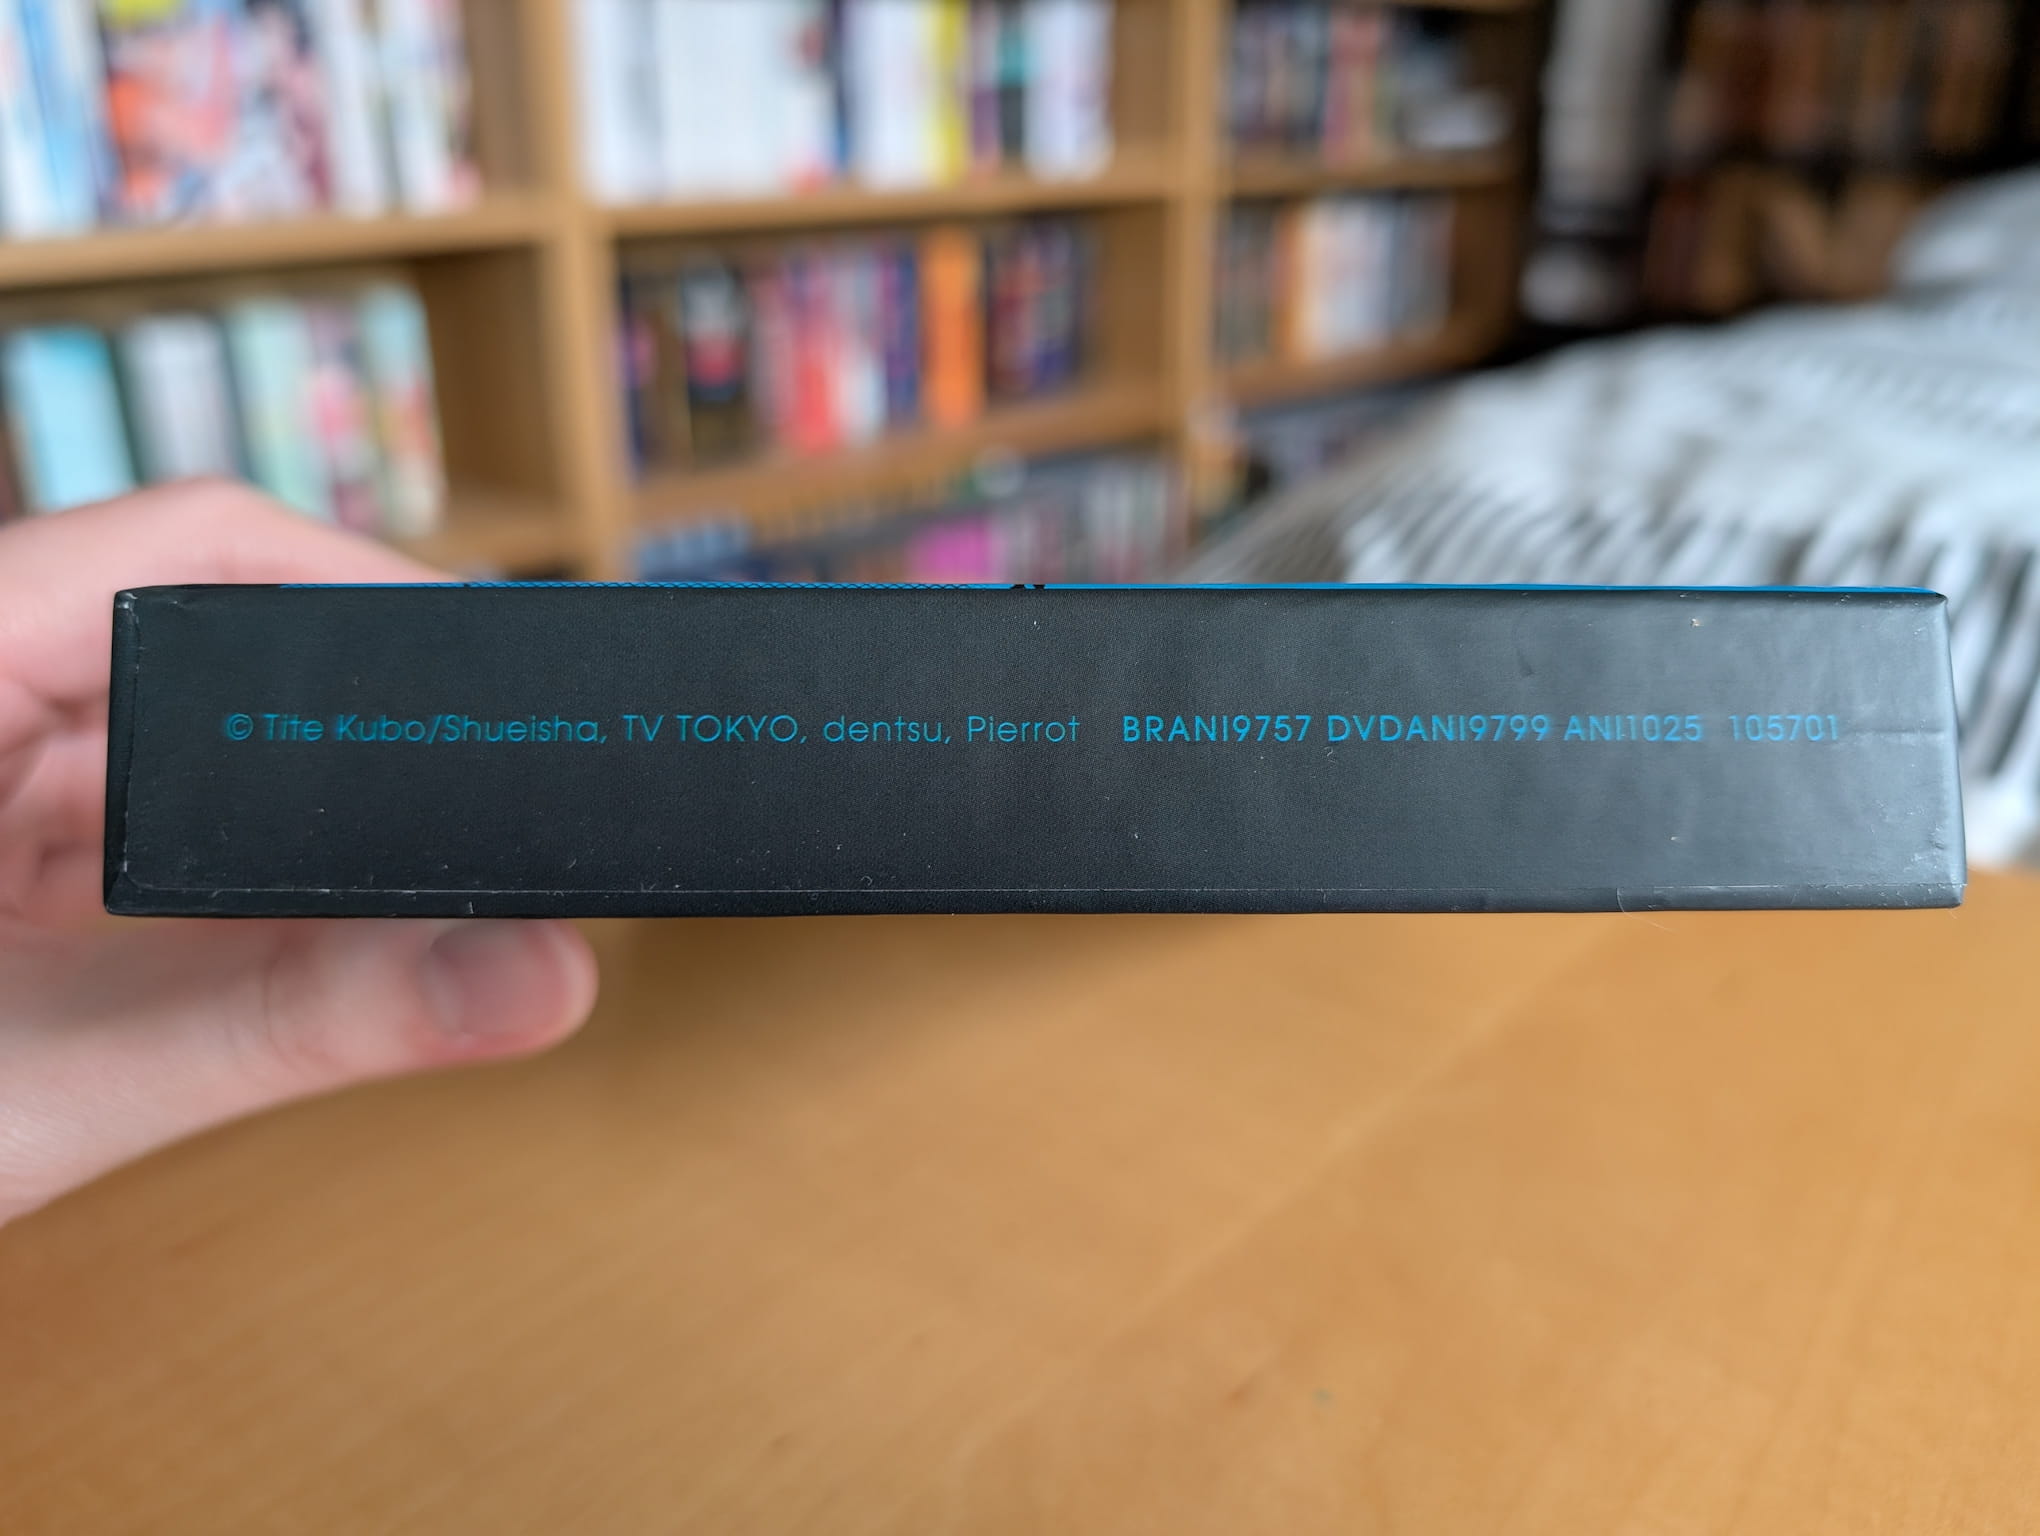 © Tite Kubo/Shueisha, TV TOKYO, dentsu, Pierrot BRANI9757 DVDANI9799 ANI1025 105701